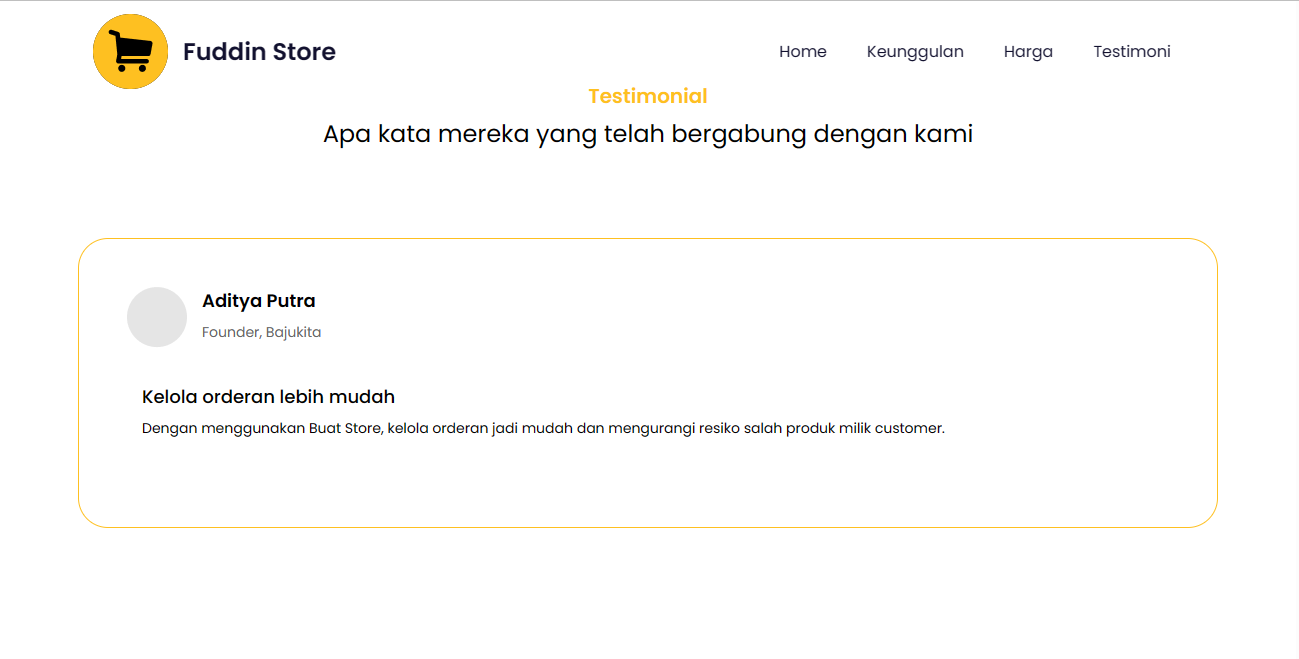 Fuddin Store
Home Keunggulan Harga Testimoni
Testimonial
Apa kata mereka yang telah bergabung dengan kami
Aditya Putra
Founder, Bajukita
Kelola orderan lebih mudah
Dengan menggunakan Buat Store, kelola orderan jadi mudah dan mengurangi resiko salah produk milik customer.